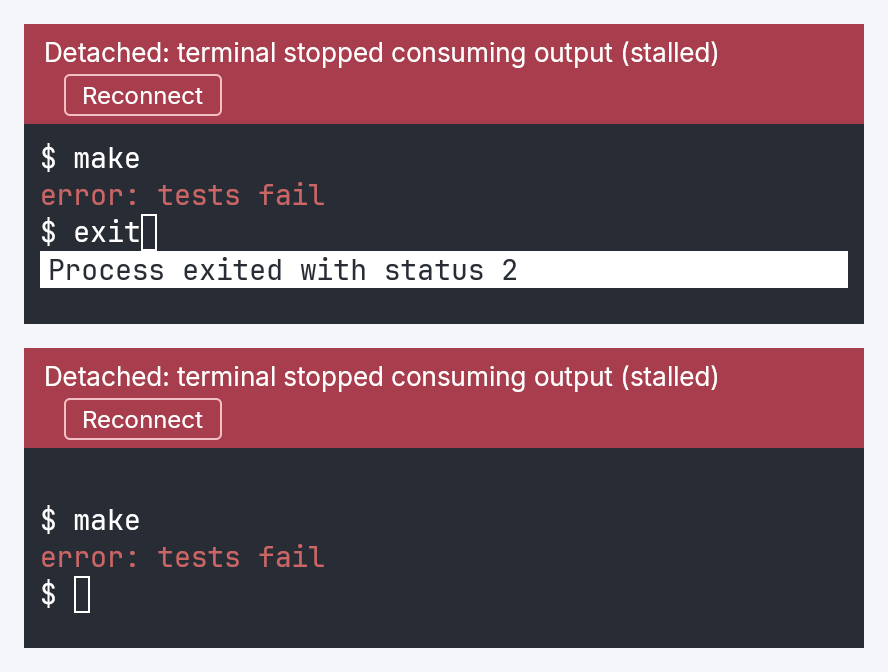 Detached: terminal stopped consuming output (stalled)
Reconnect
$ make
error: tests fail
$ exit
Process exited with status 2
Detached: terminal stopped consuming output (stalled)
Reconnect
$ make
error: tests fail
$